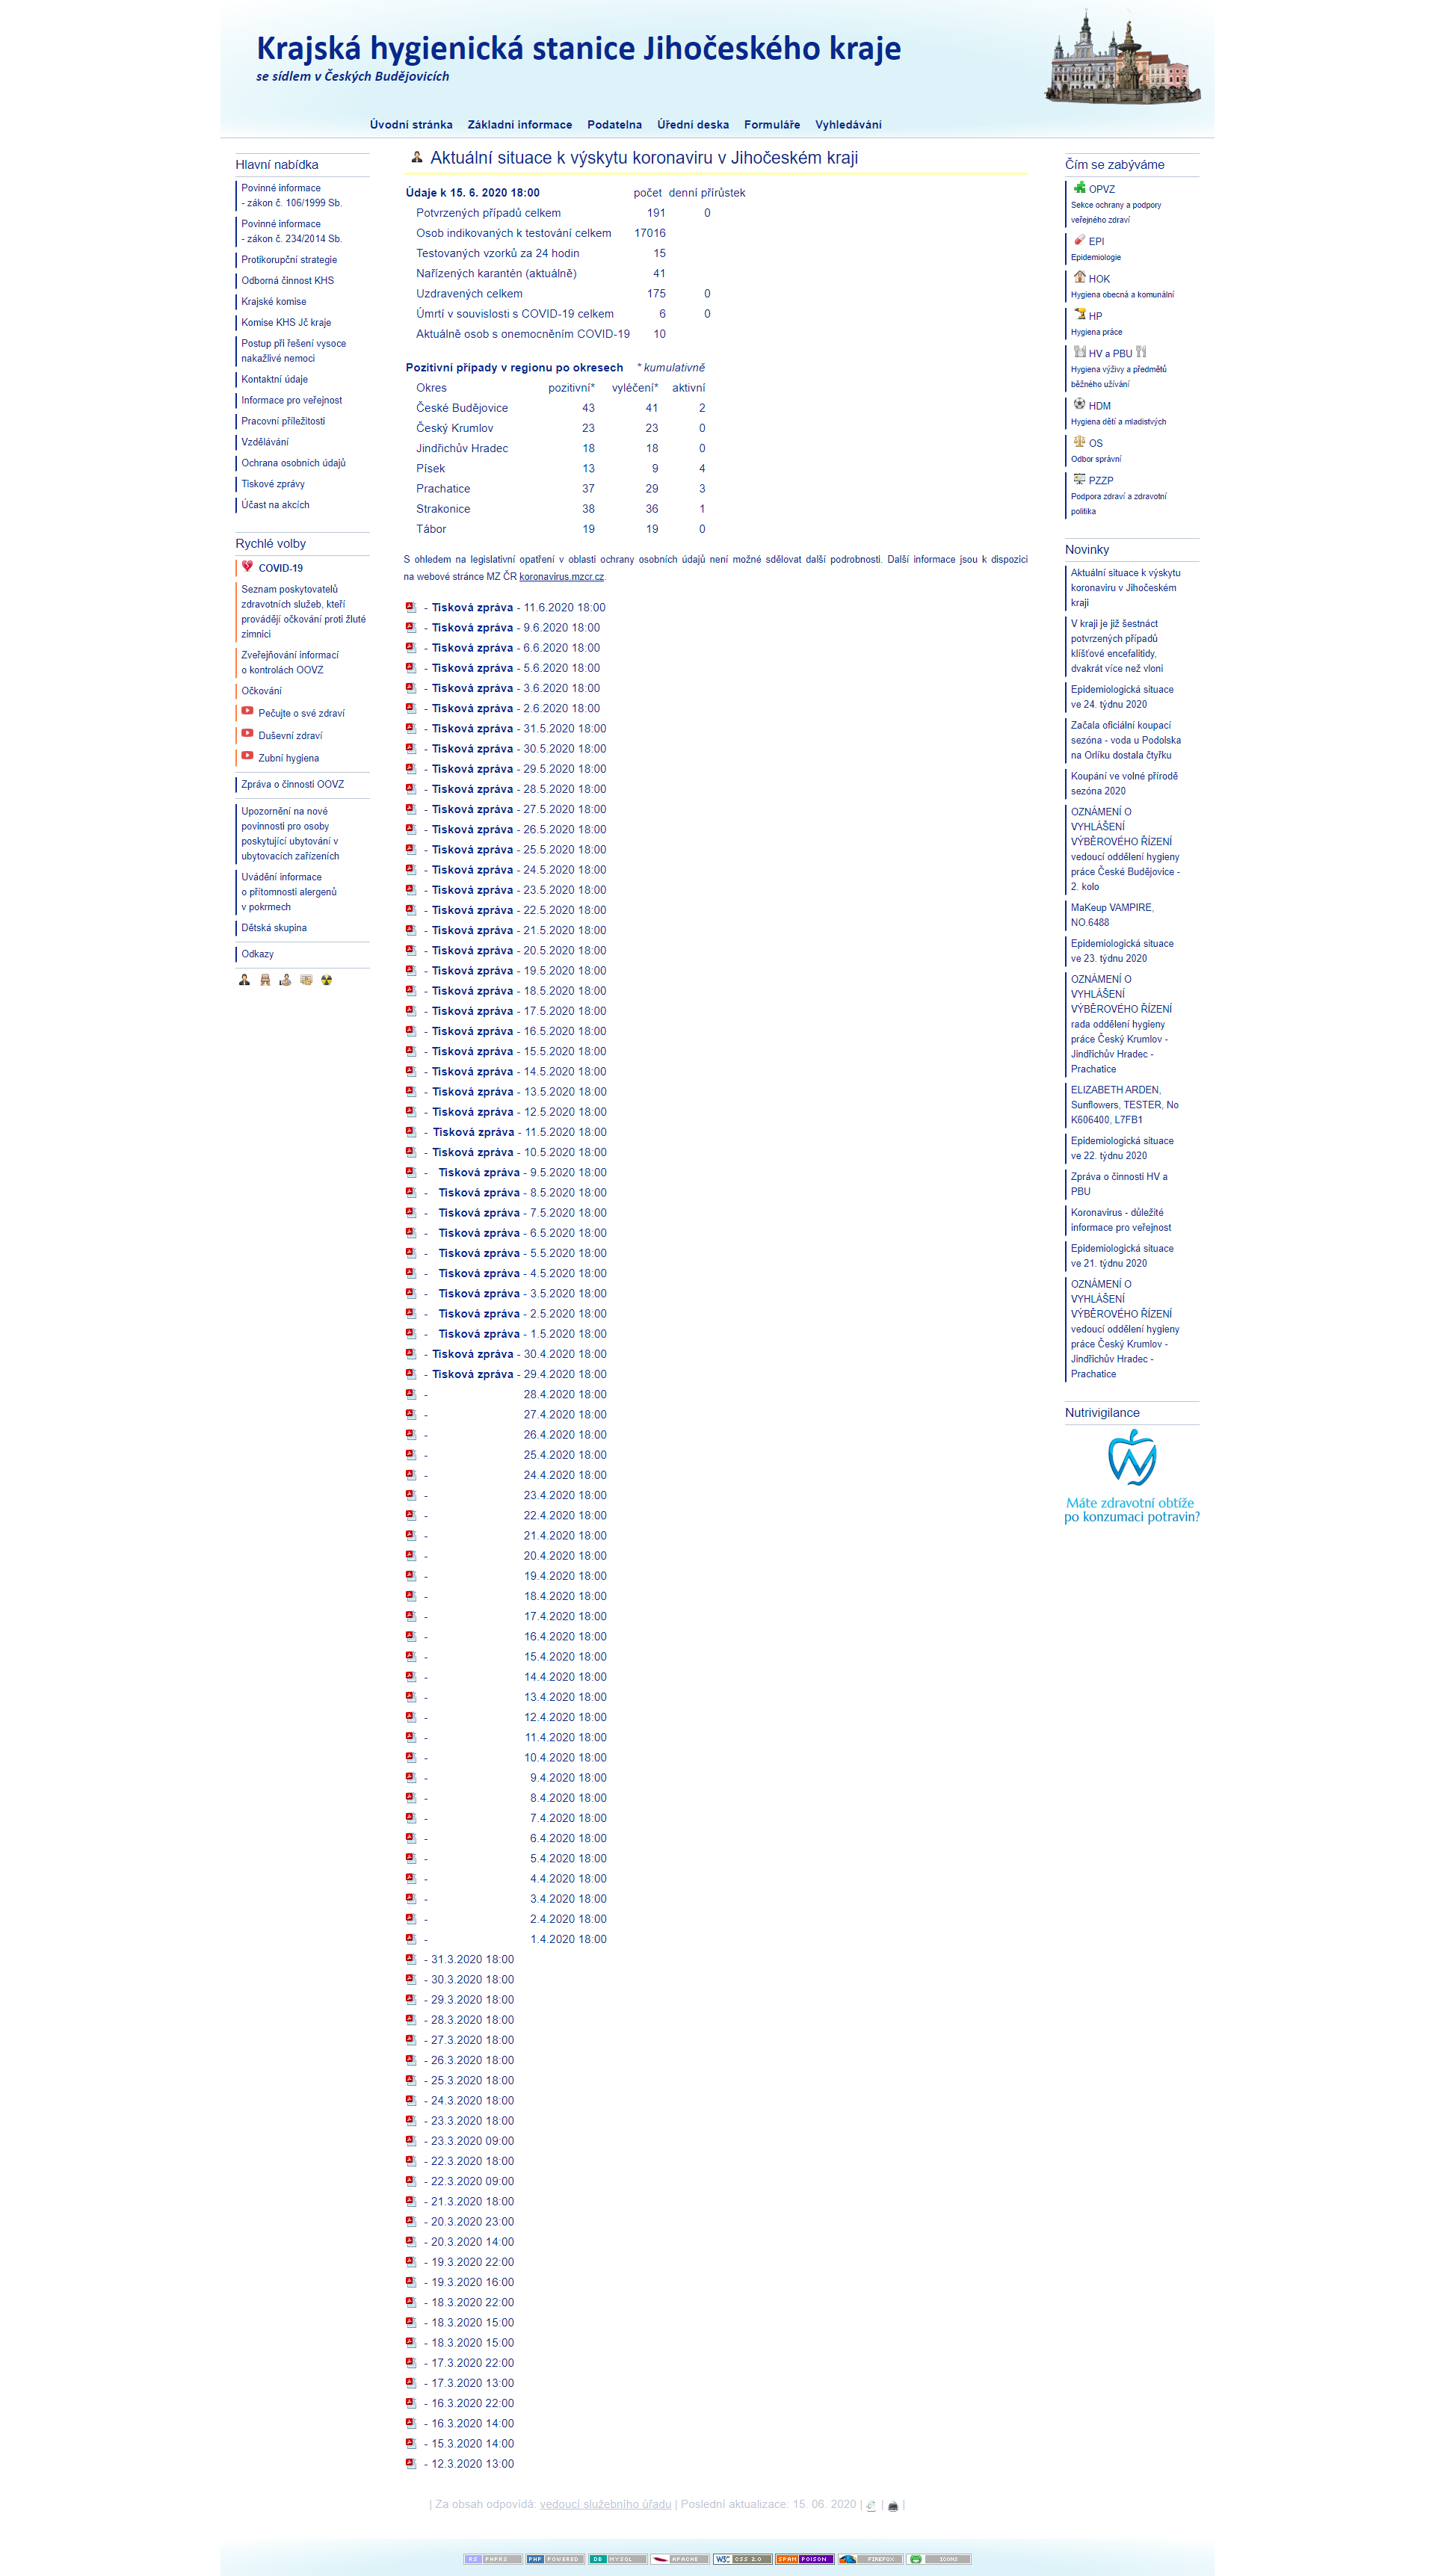 Krajská hygienická stanice Jihočeského kraje
se sídlem v Českých Budějovicích
Úvodní stránka Základní informace Podatelna Úřední deska Formuláře Vyhledávání
Hlavní nabídka
Povinné informace
- zákon č. 106/1999 Sb.
Povinné informace
- zákon č. 234/2014 Sb.
Protikorupční strategie
Odborná činnost KHS
Krajské komise
Komise KHS Jč kraje
Postup při řešení vysoce
nakažlivé nemoci
Kontaktní údaje
Informace pro veřejnost
Pracovní příležitosti
Vzdělávání
Ochrana osobních údajů
Tiskové zprávy
Účast na akcích
Rychlé volby
COVID-19
Seznam poskytovatelů
zdravotních služeb, kteří
provádějí očkování proti žluté
zimnici
Zveřejňování informací
o kontrolách OOVZ
Očkování
Pečujte o své zdraví
Duševní zdraví
Zubní hygiena
Zpráva o činnosti OOVZ
Upozornění na nové
povinnosti pro osoby
poskytující ubytování v
ubytovacích zařízeních
Uvádění informace
o přítomnosti alergenů
v pokrmech
Dětská skupina
Odkazy
Aktuální situace k výskytu koronaviru v Jihočeském kraji
Údaje k 15. 6. 2020 18:00 počet denní přírůstek
Potvrzených případů celkem 191 0
Osob indikovaných k testování celkem 17016
Testovaných vzorků za 24 hodin 15
Nařízených karantén (aktuálně) 41
Uzdravených celkem 175 0
Úmrtí v souvislosti s COVID-19 celkem 6 0
Aktuálně osob s onemocněním COVID-19 10
Pozitivní případy v regionu po okresech * kumulativně
Okres pozitivní* vyléčení* aktivní
České Budějovice 43 41 2
Český Krumlov 23 23 0
Jindřichův Hradec 18 18 0
Písek 13 9 4
Prachatice 37 29 3
Strakonice 38 36 1
Tábor 19 19 0
S ohledem na legislativní opatření v oblasti ochrany osobních údajů není možné sdělovat další podrobnosti. Další informace jsou k dispozici
na webové stránce MZ ČR koronavirus.mzcr.cz.
- Tisková zpráva - 11.6.2020 18:00
- Tisková zpráva - 9.6.2020 18:00
- Tisková zpráva - 6.6.2020 18:00
- Tisková zpráva - 5.6.2020 18:00
- Tisková zpráva - 3.6.2020 18:00
- Tisková zpráva - 2.6.2020 18:00
- Tisková zpráva - 31.5.2020 18:00
- Tisková zpráva - 30.5.2020 18:00
- Tisková zpráva - 29.5.2020 18:00
- Tisková zpráva - 28.5.2020 18:00
- Tisková zpráva - 27.5.2020 18:00
- Tisková zpráva - 26.5.2020 18:00
- Tisková zpráva - 25.5.2020 18:00
- Tisková zpráva - 24.5.2020 18:00
- Tisková zpráva - 23.5.2020 18:00
- Tisková zpráva - 22.5.2020 18:00
- Tisková zpráva - 21.5.2020 18:00
- Tisková zpráva - 20.5.2020 18:00
- Tisková zpráva - 19.5.2020 18:00
- Tisková zpráva - 18.5.2020 18:00
- Tisková zpráva - 17.5.2020 18:00
- Tisková zpráva - 16.5.2020 18:00
- Tisková zpráva - 15.5.2020 18:00
- Tisková zpráva - 14.5.2020 18:00
- Tisková zpráva - 13.5.2020 18:00
- Tisková zpráva - 12.5.2020 18:00
- Tisková zpráva - 11.5.2020 18:00
- Tisková zpráva - 10.5.2020 18:00
- Tisková zpráva - 9.5.2020 18:00
- Tisková zpráva - 8.5.2020 18:00
- Tisková zpráva - 7.5.2020 18:00
- Tisková zpráva - 6.5.2020 18:00
- Tisková zpráva - 5.5.2020 18:00
- Tisková zpráva - 4.5.2020 18:00
- Tisková zpráva - 3.5.2020 18:00
- Tisková zpráva - 2.5.2020 18:00
- Tisková zpráva - 1.5.2020 18:00
- Tisková zpráva - 30.4.2020 18:00
- Tisková zpráva - 29.4.2020 18:00
- 28.4.2020 18:00
- 27.4.2020 18:00
- 26.4.2020 18:00
- 25.4.2020 18:00
- 24.4.2020 18:00
- 23.4.2020 18:00
- 22.4.2020 18:00
- 21.4.2020 18:00
- 20.4.2020 18:00
- 19.4.2020 18:00
- 18.4.2020 18:00
- 17.4.2020 18:00
- 16.4.2020 18:00
- 15.4.2020 18:00
- 14.4.2020 18:00
- 13.4.2020 18:00
- 12.4.2020 18:00
- 11.4.2020 18:00
- 10.4.2020 18:00
- 9.4.2020 18:00
- 8.4.2020 18:00
- 7.4.2020 18:00
- 6.4.2020 18:00
- 5.4.2020 18:00
- 4.4.2020 18:00
- 3.4.2020 18:00
- 2.4.2020 18:00
- 1.4.2020 18:00
- 31.3.2020 18:00
- 30.3.2020 18:00
- 29.3.2020 18:00
- 28.3.2020 18:00
- 27.3.2020 18:00
- 26.3.2020 18:00
- 25.3.2020 18:00
- 24.3.2020 18:00
- 23.3.2020 18:00
- 23.3.2020 09:00
- 22.3.2020 18:00
- 22.3.2020 09:00
- 21.3.2020 18:00
- 20.3.2020 23:00
- 20.3.2020 14:00
- 19.3.2020 22:00
- 19.3.2020 16:00
- 18.3.2020 22:00
- 18.3.2020 15:00
- 18.3.2020 15:00
- 17.3.2020 22:00
- 17.3.2020 13:00
- 16.3.2020 22:00
- 16.3.2020 14:00
- 15.3.2020 14:00
- 12.3.2020 13:00
| Za obsah odpovídá: vedoucí služebního úřadu | Poslední aktualizace: 15. 06. 2020 | | |
Čím se zabýváme
OPVZ
Sekce ochrany a podpory
veřejného zdraví
EPI
Epidemiologie
HOK
Hygiena obecná a komunální
HP
Hygiena práce
HV a PBU
Hygiena výživy a předmětů
běžného užívání
HDM
Hygiena dětí a mladistvých
OS
Odbor správní
PZZP
Podpora zdraví a zdravotní
politika
Novinky
Aktuální situace k výskytu
koronaviru v Jihočeském
kraji
V kraji je již šestnáct
potvrzených případů
klíšťové encefalitidy,
dvakrát více než vloni
Epidemiologická situace
ve 24. týdnu 2020
Začala oficiální koupací
sezóna - voda u Podolska
na Orlíku dostala čtyřku
Koupání ve volné přírodě
sezóna 2020
OZNÁMENÍ O
VYHLÁŠENÍ
VÝBĚROVÉHO ŘÍZENÍ
vedoucí oddělení hygieny
práce České Budějovice -
2. kolo
MaKeup VAMPIRE,
NO.6488
Epidemiologická situace
ve 23. týdnu 2020
OZNÁMENÍ O
VYHLÁŠENÍ
VÝBĚROVÉHO ŘÍZENÍ
rada oddělení hygieny
práce Český Krumlov -
Jindřichův Hradec -
Prachatice
ELIZABETH ARDEN,
Sunflowers, TESTER, No
K606400, L7FB1
Epidemiologická situace
ve 22. týdnu 2020
Zpráva o činnosti HV a
PBU
Koronavirus - důležité
informace pro veřejnost
Epidemiologická situace
ve 21. týdnu 2020
OZNÁMENÍ O
VYHLÁŠENÍ
VÝBĚROVÉHO ŘÍZENÍ
vedoucí oddělení hygieny
práce Český Krumlov -
Jindřichův Hradec -
Prachatice
Nutrivigilance
Máte zdravotní obtíže
po konzumaci potravin?
RS PHPRS PHP POWERED DB MYSQL APACHE W3C CSS 2.0 SPAM POISON FIREFOX ICONS